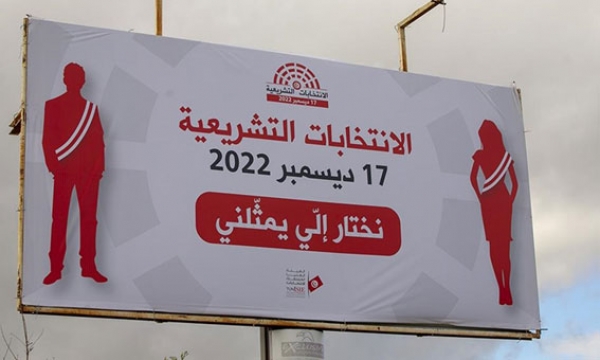 الانتخابات التشريعية
17 ديسمبر 2022
الانتخابات التشريعية
17 ديسمبر 2022
نختار إلّي يمثّلني